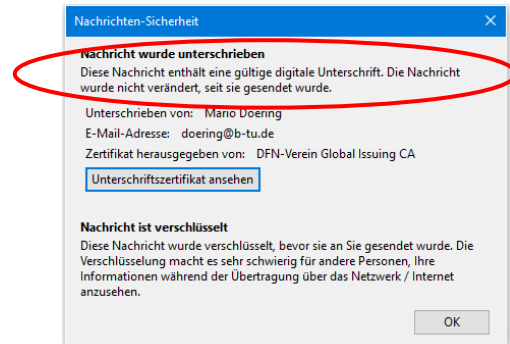 Nachrichten-Sicherheit
Nachricht wurde unterschrieben
Diese Nachricht enthält eine gültige digitale Unterschrift. Die Nachricht
wurde nicht verändert, seit sie gesendet wurde.
Unterschrieben von: Mario Doering
E-Mail-Adresse: doering@b-tu.de
Zertifikat herausgegeben von: DFN-Verein Global Issuing CA
Unterschriftszertifikat ansehen
Nachricht ist verschlüsselt
Diese Nachricht wurde verschlüsselt, bevor sie an Sie gesendet wurde. Die
Verschlüsselung macht es sehr schwierig für andere Personen, Ihre
Informationen während der Übertragung über das Netzwerk / Internet
anzusehen.
OK